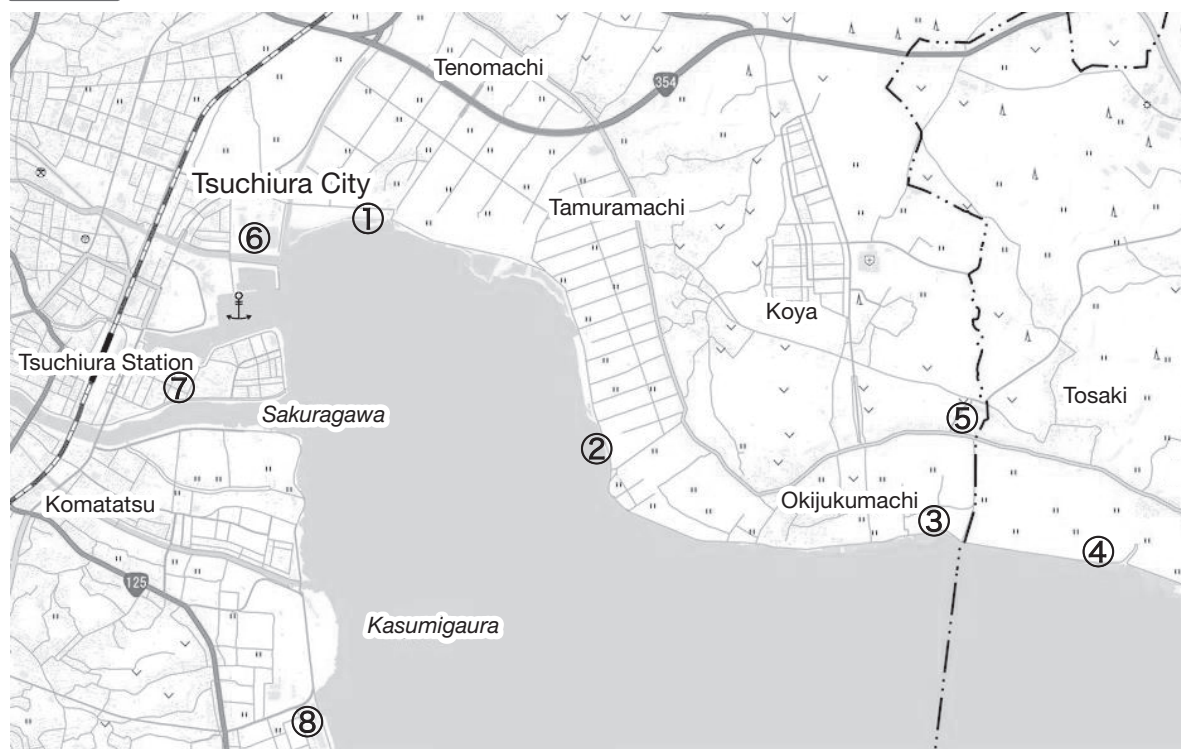 Tenomachi
354
Tsuchiura City
①
Tamuramachi
⑥
Koya
Tsuchiura Station
⑦
Tosaki
Sakuragawa
⑤
②
Komatatsu
Okijukumachi
③
④
125
Kasumigaura
⑧